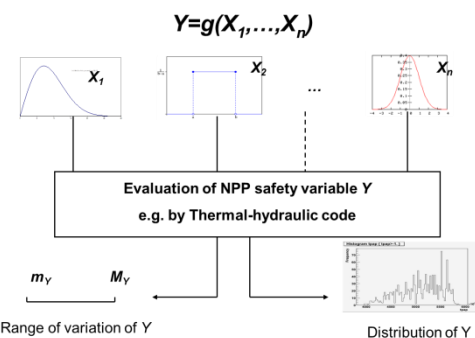 Y=g(X1,…,Xn)
X1
X2
...
Xn
Evaluation of NPP safety variable Y
e.g. by Thermal-hydraulic code
mY
MY
Range of variation of Y
Distribution of Y